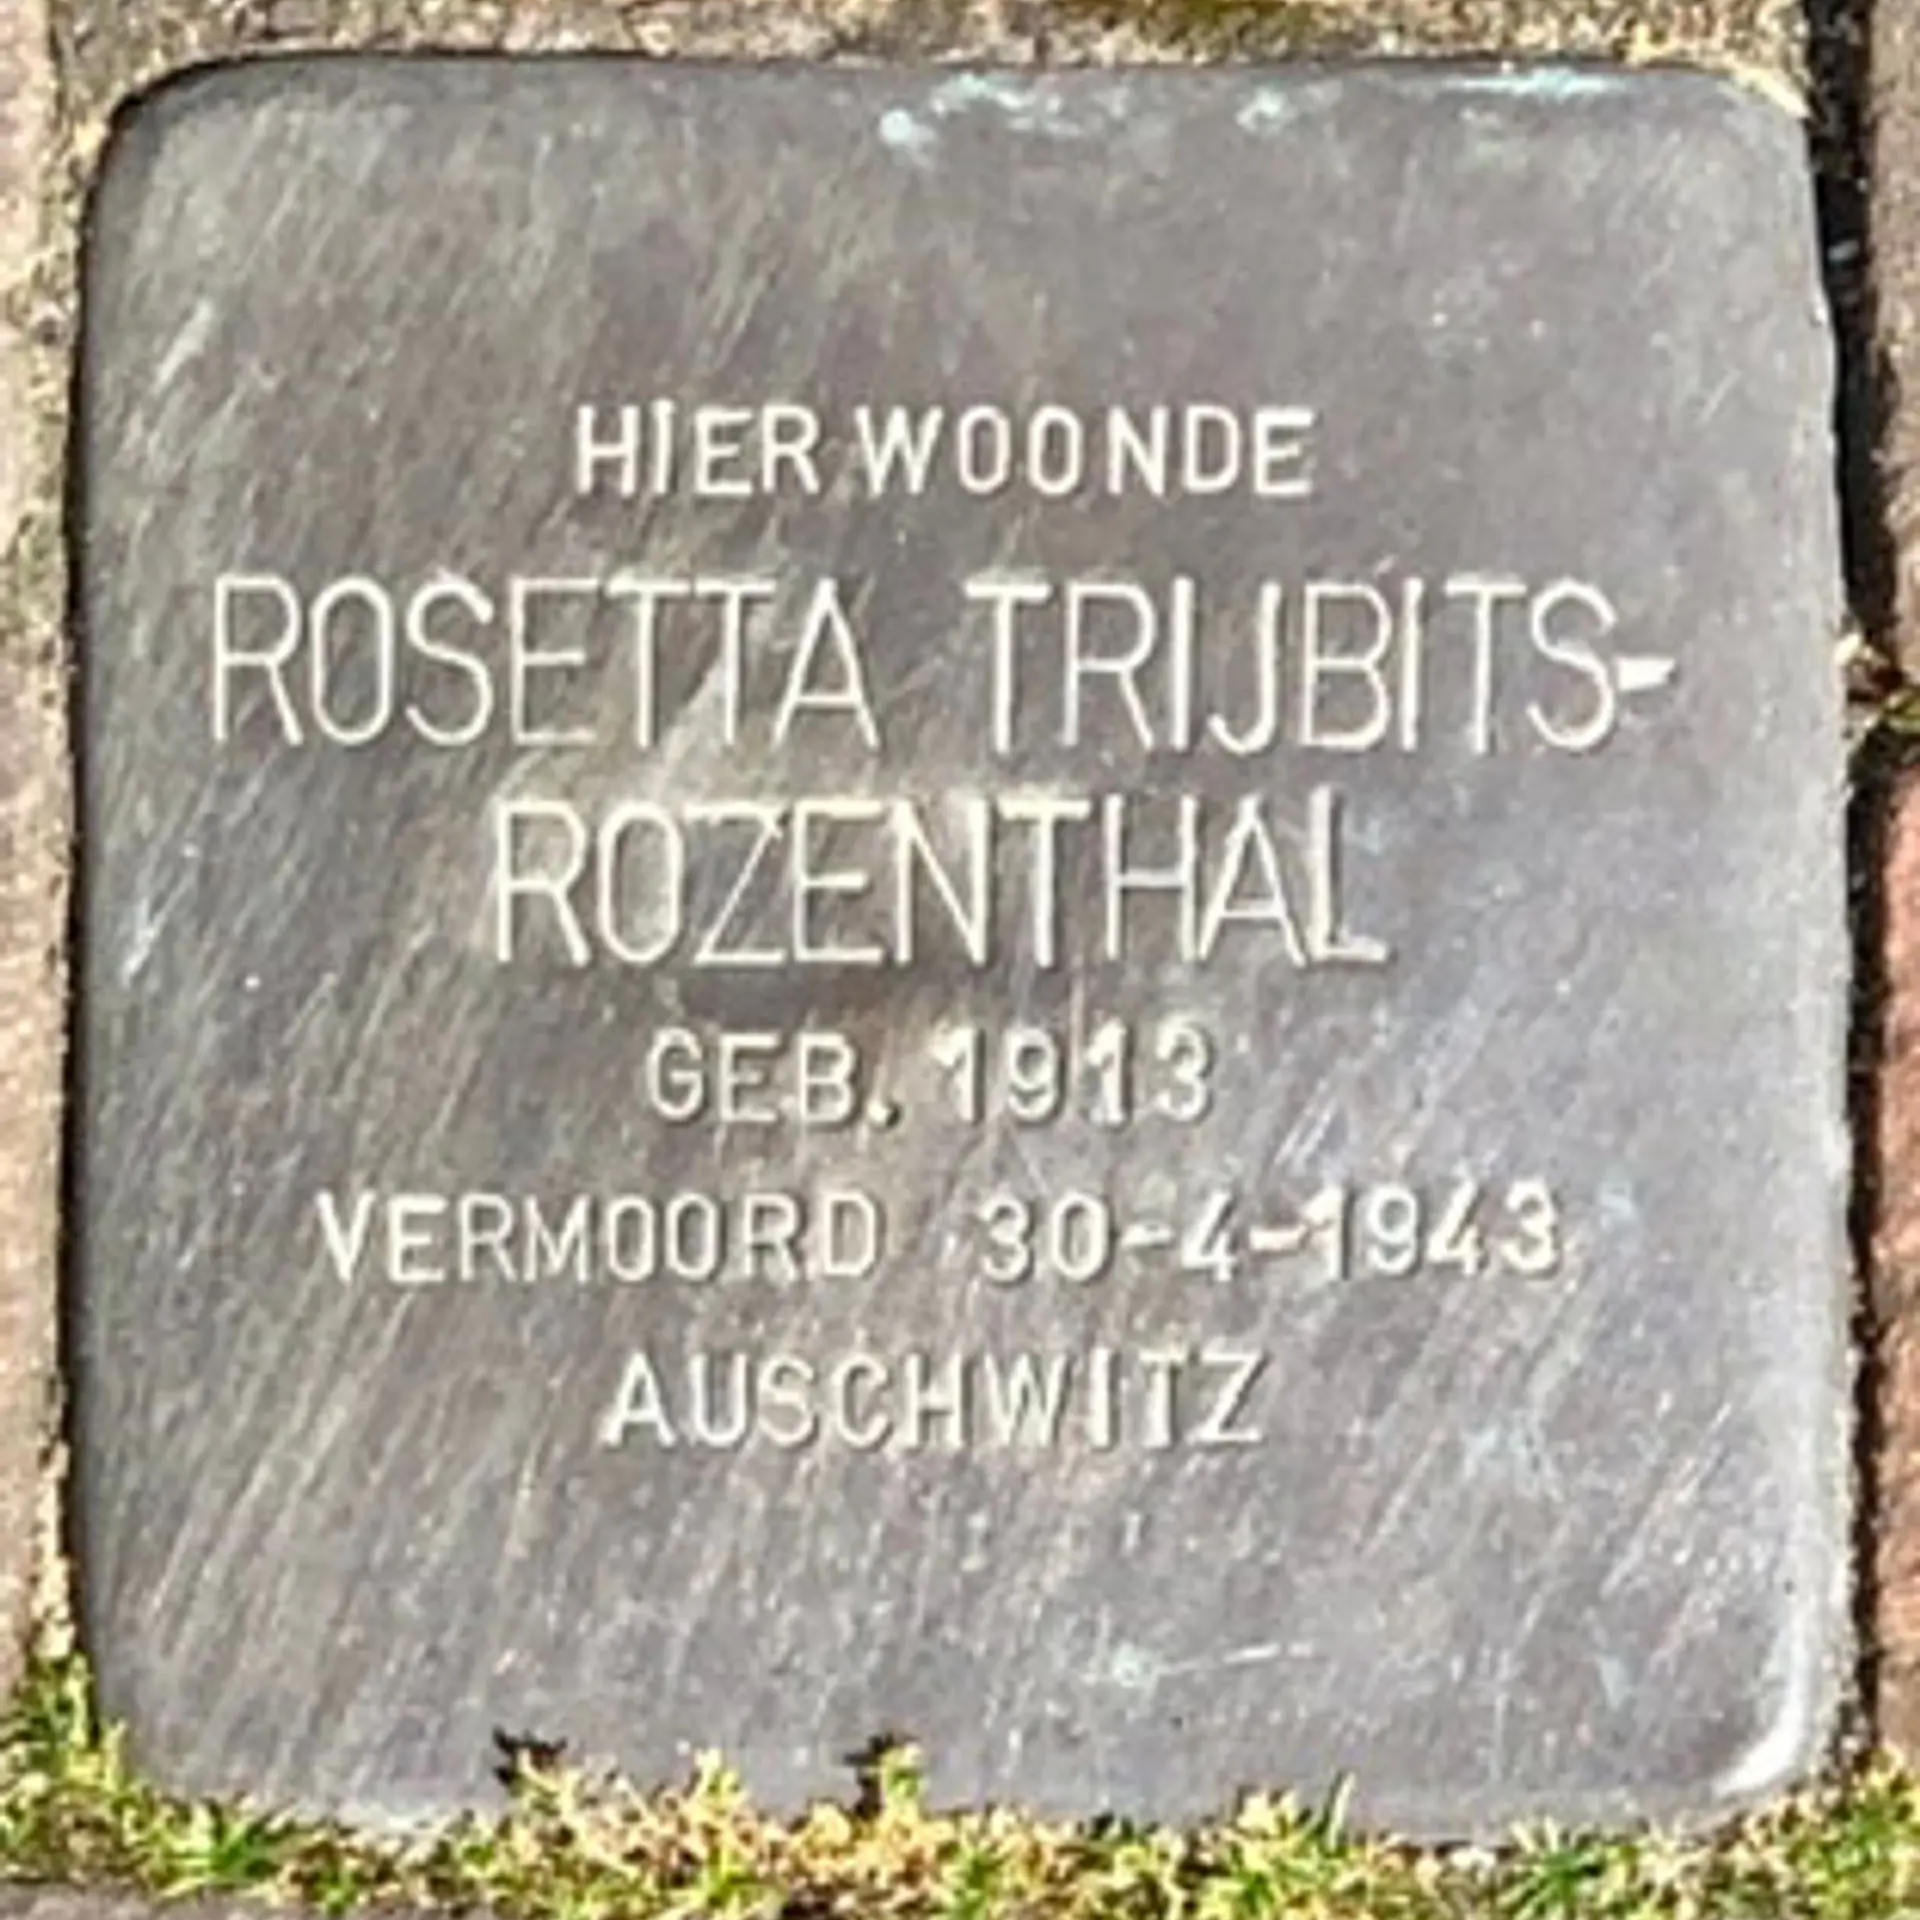 HIER WOONDE
ROSETTA TRIJBITS-
ROZENTHAL
GEB. 1913
VERMOORD 30-4-1943
AUSCHWITZ